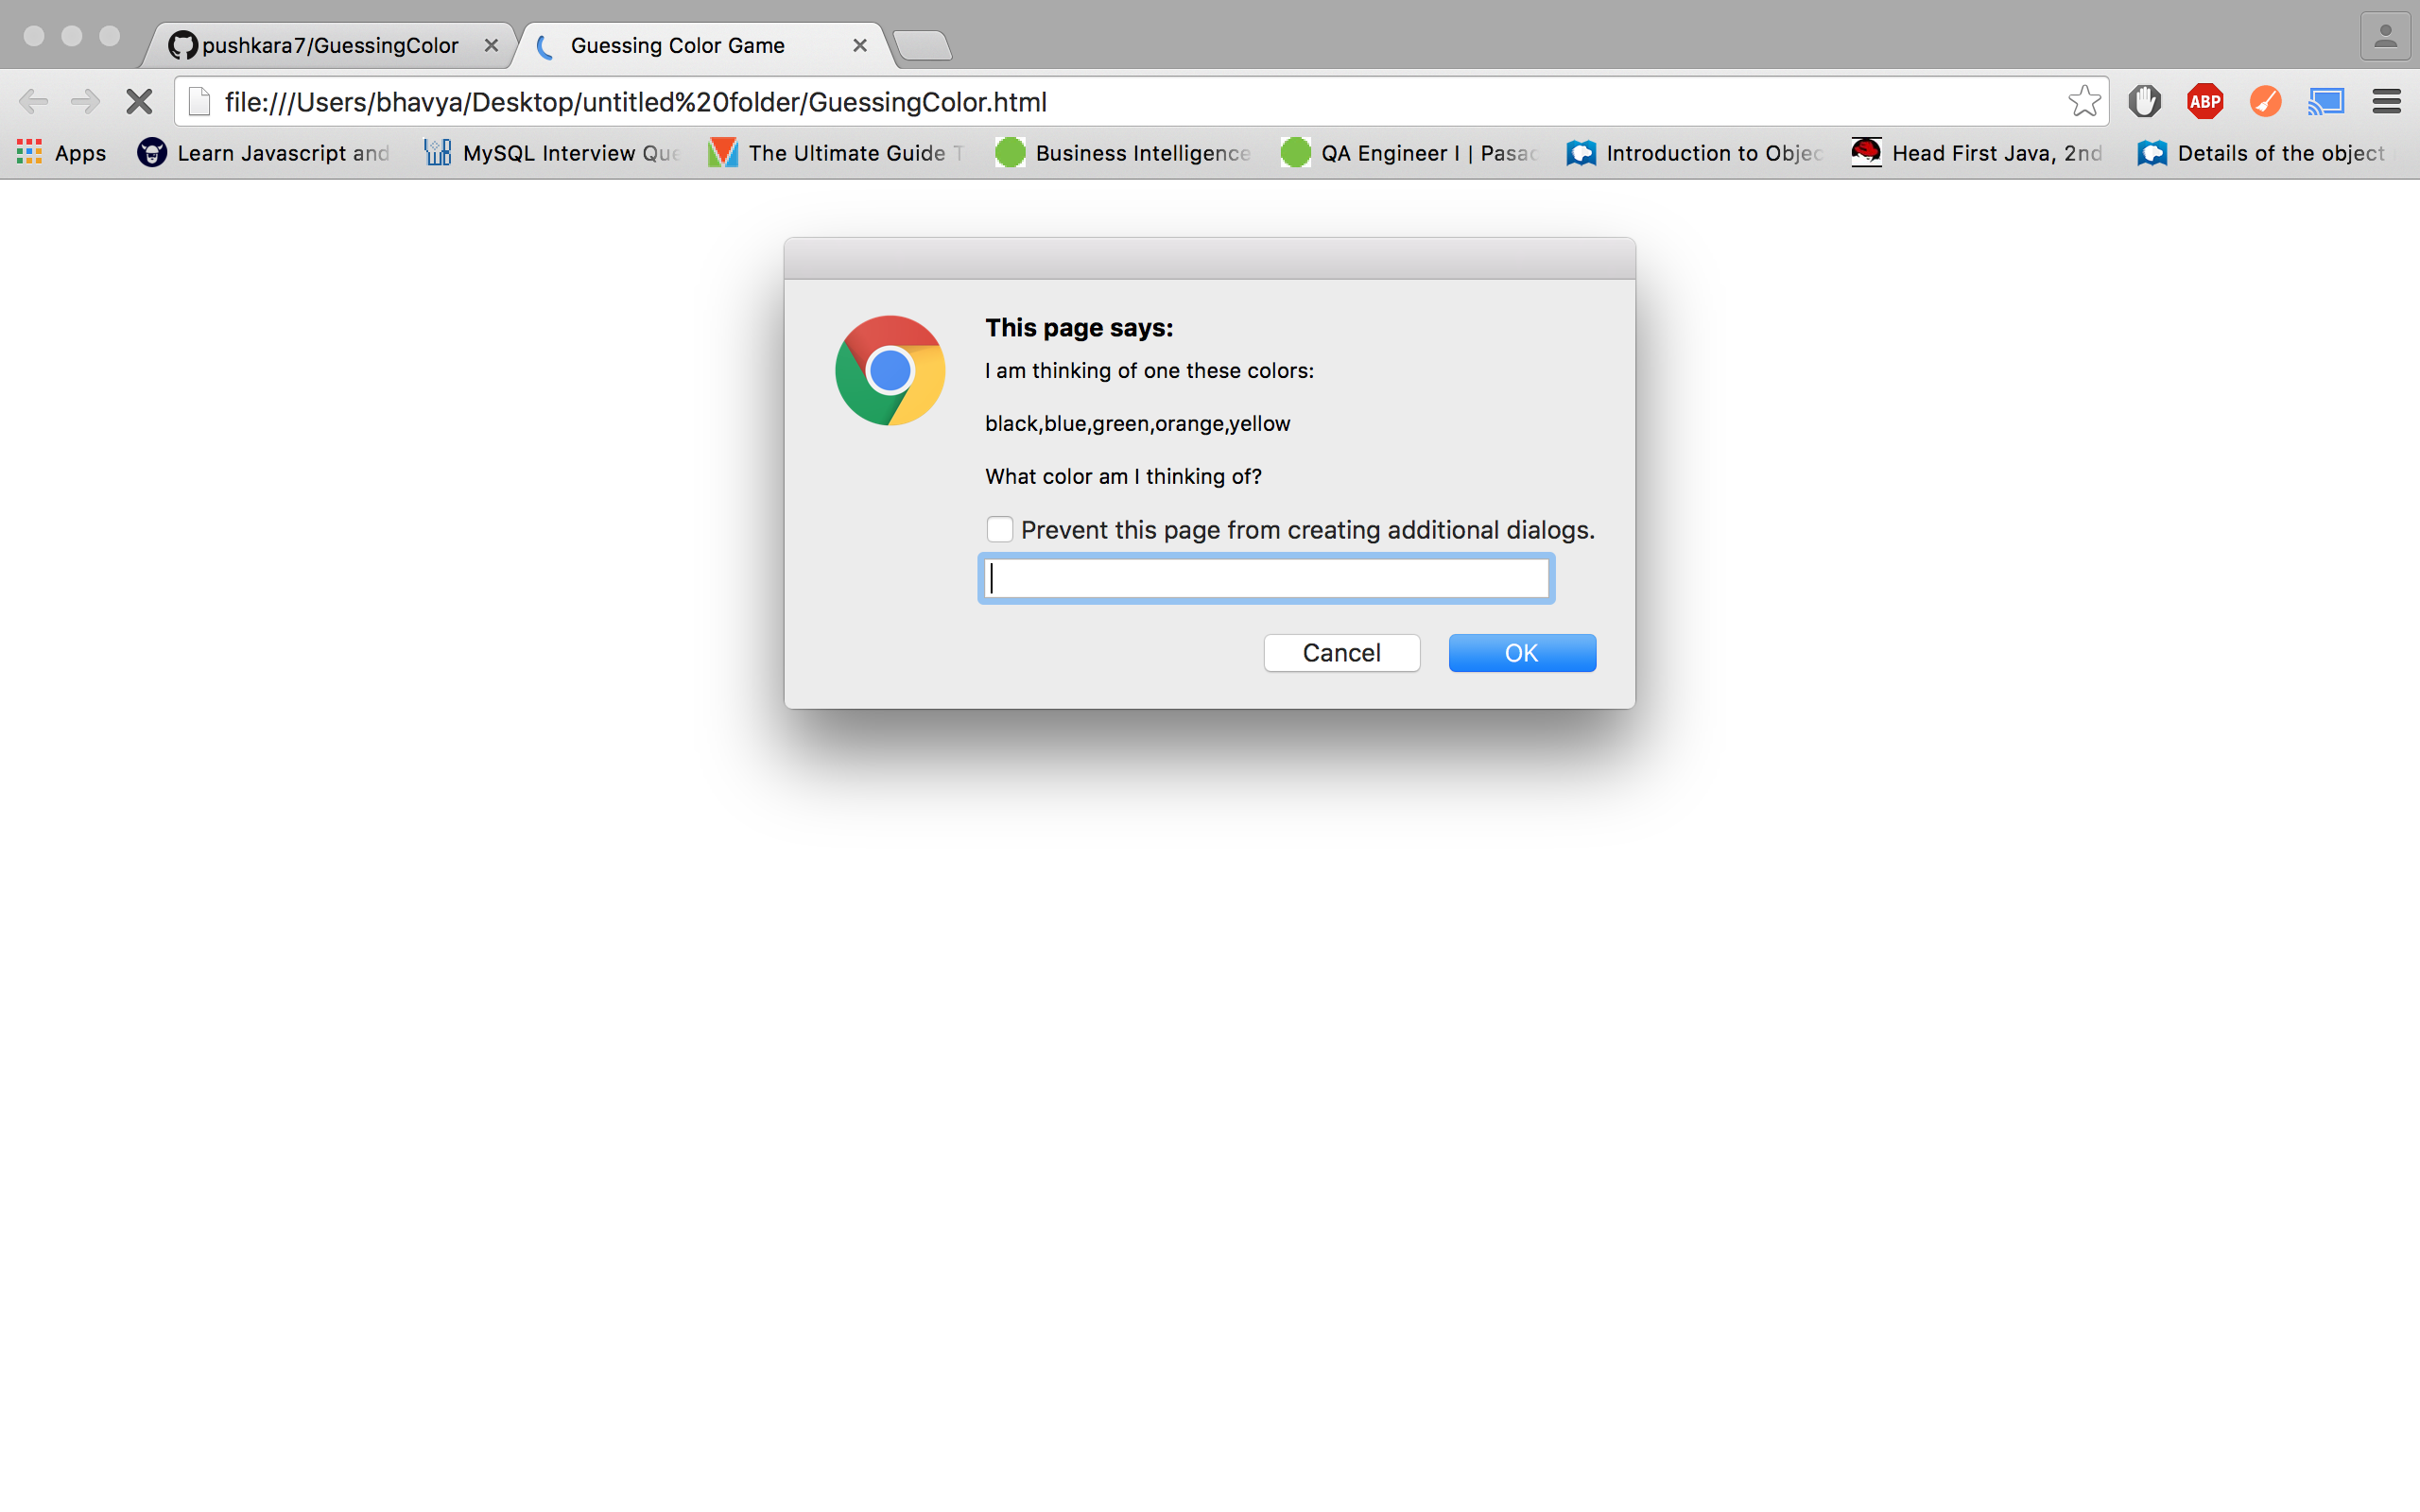 pushkara7/GuessingColor
Guessing Color Game
file:///Users/bhavya/Desktop/untitled%20folder/GuessingColor.html
ABP
Apps
Learn Javascript and
MySQL Interview Que
The Ultimate Guide T
Business Intelligence
QA Engineer I | Pasac
Introduction to Objec
Head First Java, 2nd
Details of the object
This page says:
I am thinking of one these colors:
black,blue,green,orange,yellow
What color am I thinking of?
Prevent this page from creating additional dialogs.
Cancel
OK